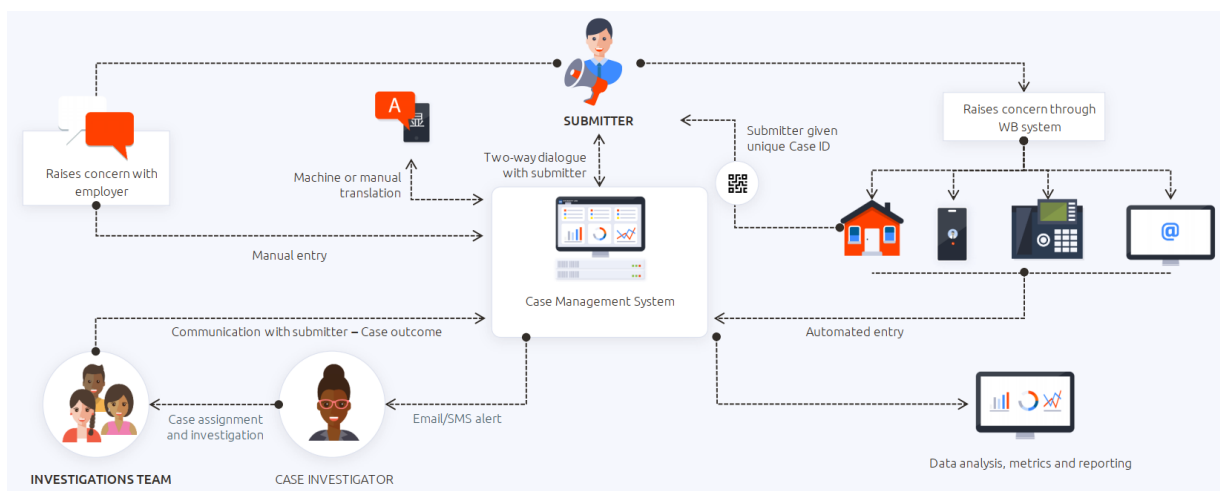 SUBMITTER
Raises concern with
employer
A
显
Machine or manual
translation
Two-way dialogue
with submitter
Submitter given
unique Case ID
Raises concern through
WB system
@
Manual entry
Case Management System
Communication with submitter – Case outcome
Automated entry
Case assignment
and investigation
Email/SMS alert
INVESTIGATIONS TEAM
CASE INVESTIGATOR
Data analysis, metrics and reporting